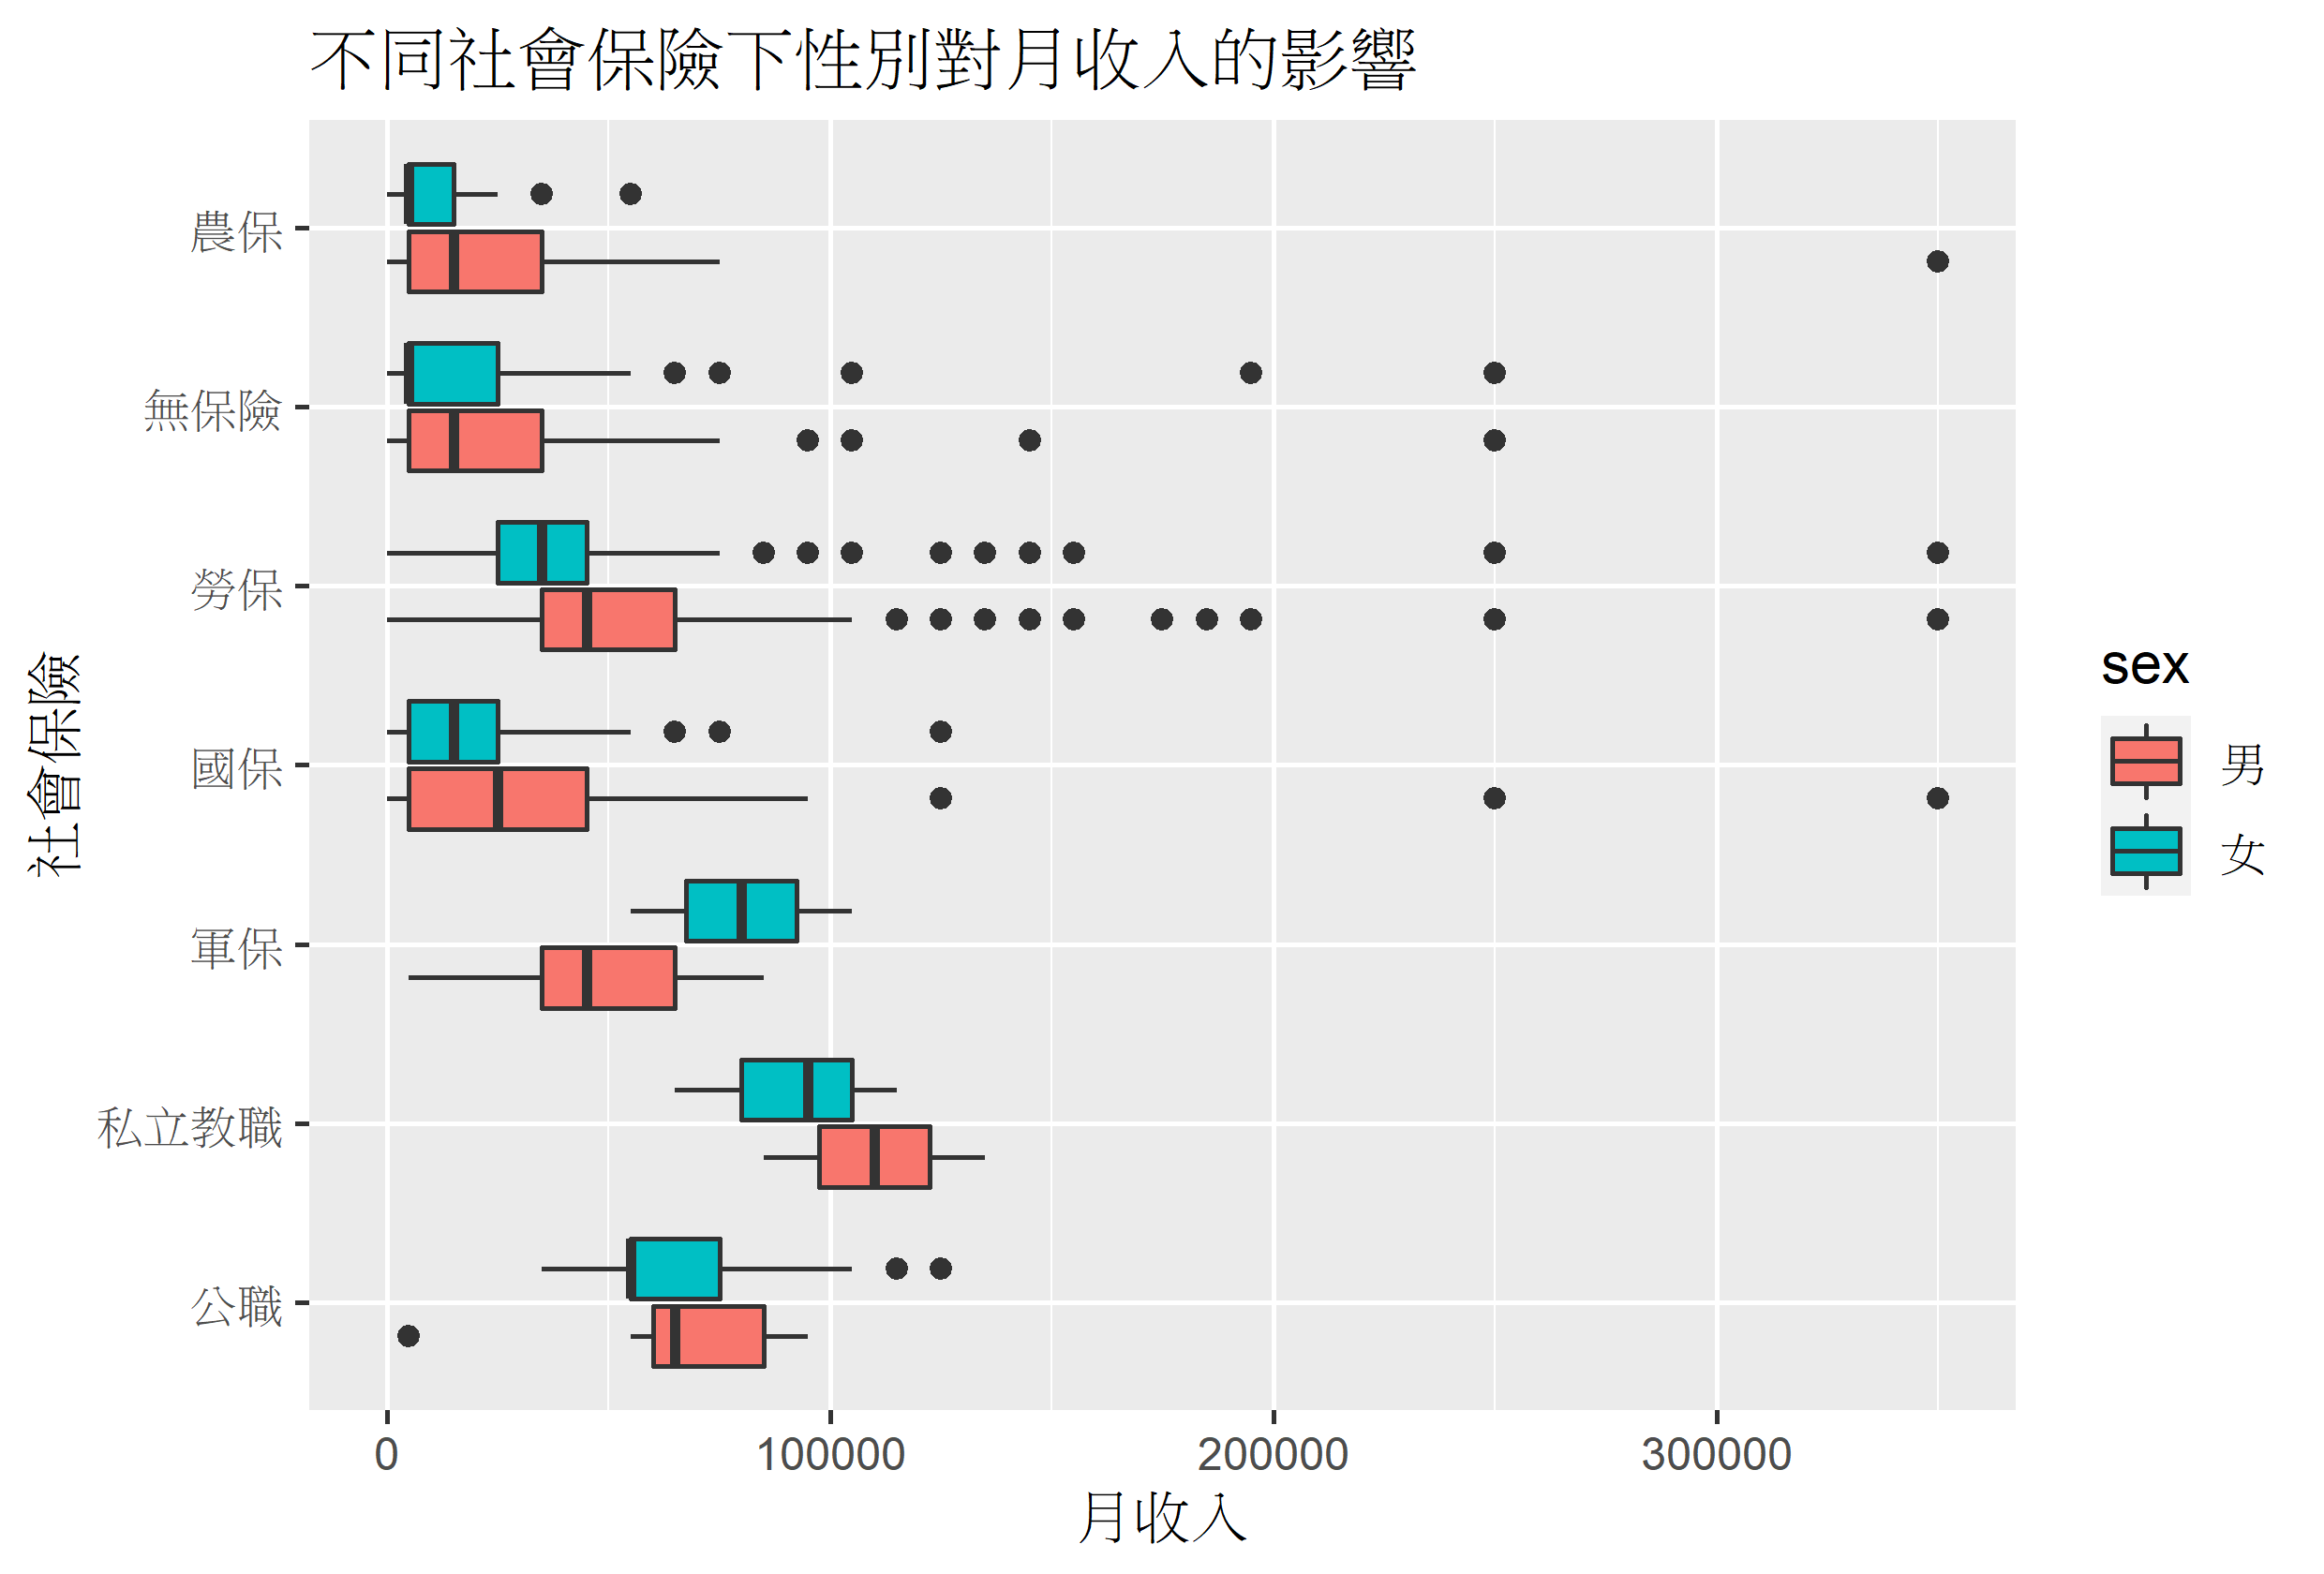 不同社會保險下性別對月收入的影響
農保
無保險
勞保
國保
軍保
私立教職
公職
社會保險
0 100000 200000 300000
月收入
sex
男
女